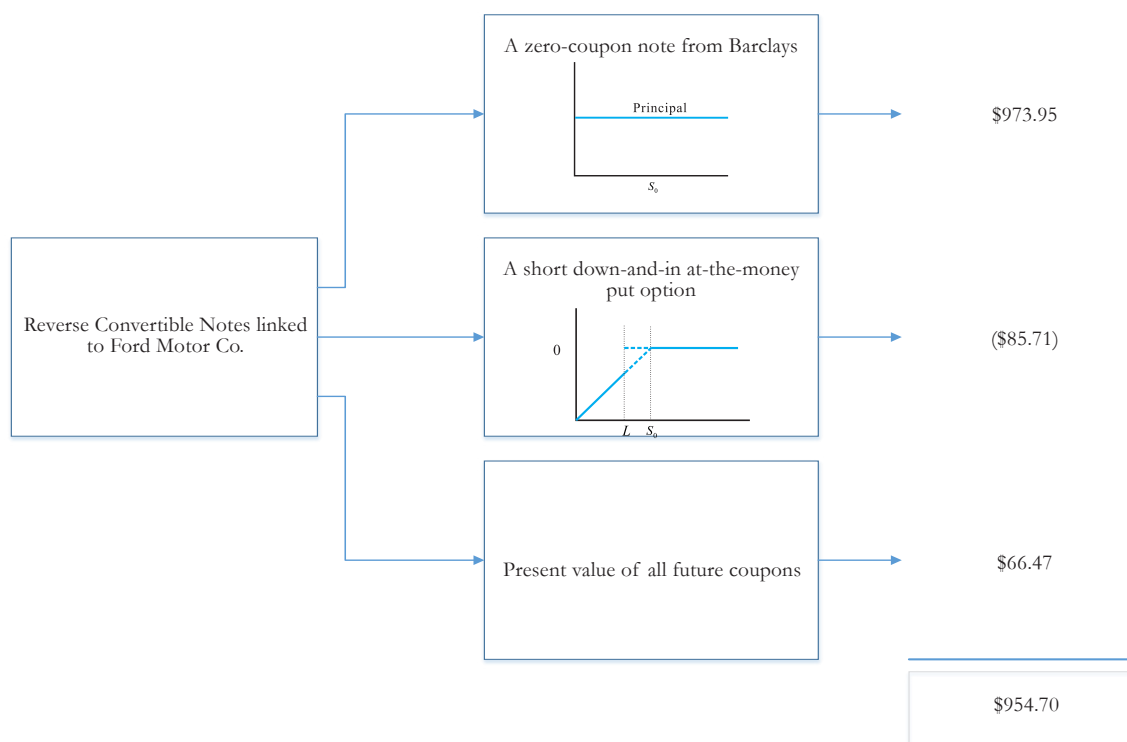 A zero-coupon note from Barclays
Principal
S₀
$973.95
Reverse Convertible Notes linked
to Ford Motor Co.
A short down-and-in at-the-money
put option
0
L S₀
($85.71)
Present value of all future coupons
$66.47
$954.70